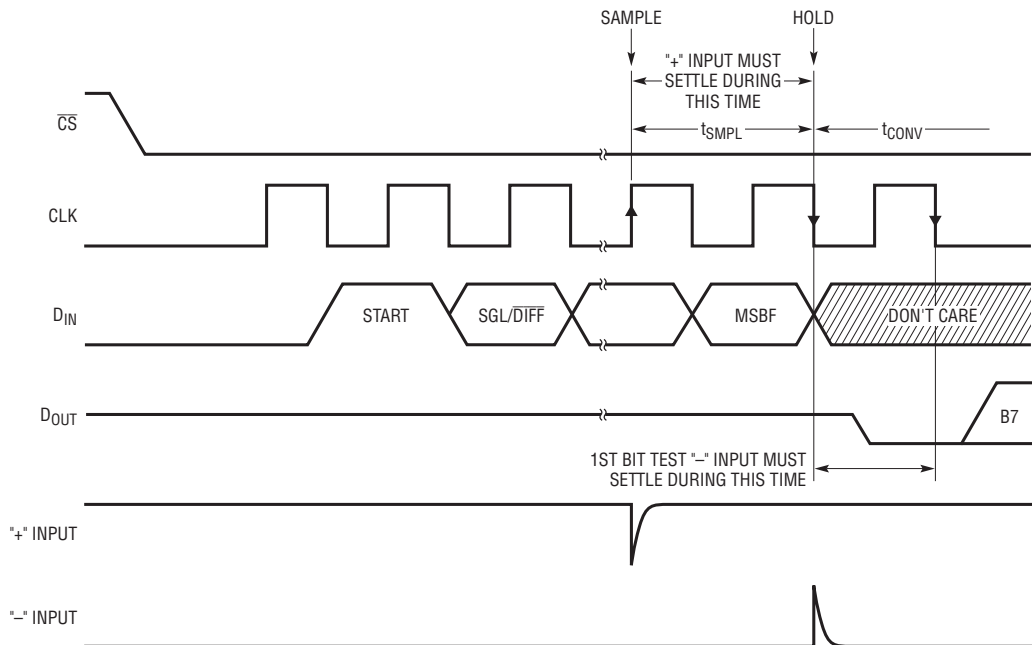 SAMPLE
HOLD
"+" INPUT MUST
SETTLE DURING
THIS TIME
CS
tSMPL
tCONV
CLK
DIN
START
SGL/DIFF
MSBF
DON'T CARE
DOUT
B7
1ST BIT TEST "–" INPUT MUST
SETTLE DURING THIS TIME
"+" INPUT
"–" INPUT